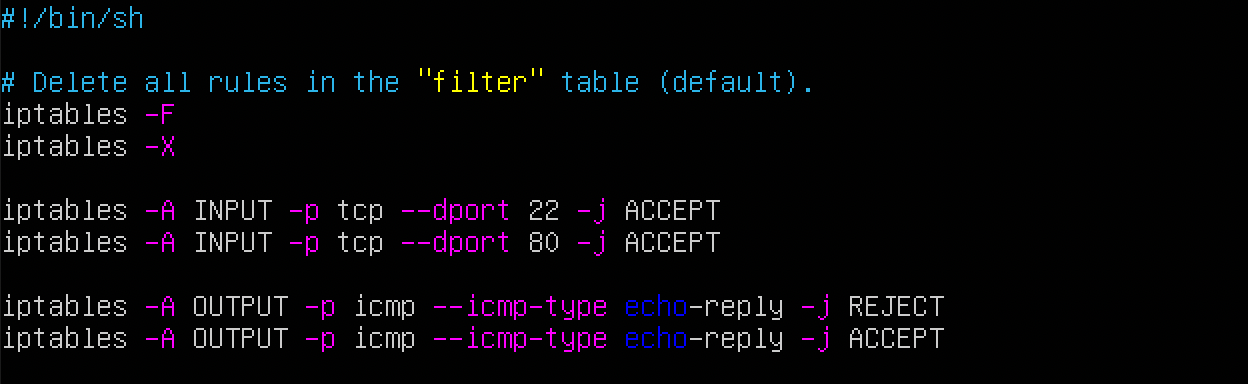 #!/bin/sh
# Delete all rules in the "filter" table (default).
iptables -F
iptables -X
iptables -A INPUT -p tcp --dport 22 -j ACCEPT
iptables -A INPUT -p tcp --dport 80 -j ACCEPT
iptables -A OUTPUT -p icmp --icmp-type echo-reply -j REJECT
iptables -A OUTPUT -p icmp --icmp-type echo-reply -j ACCEPT